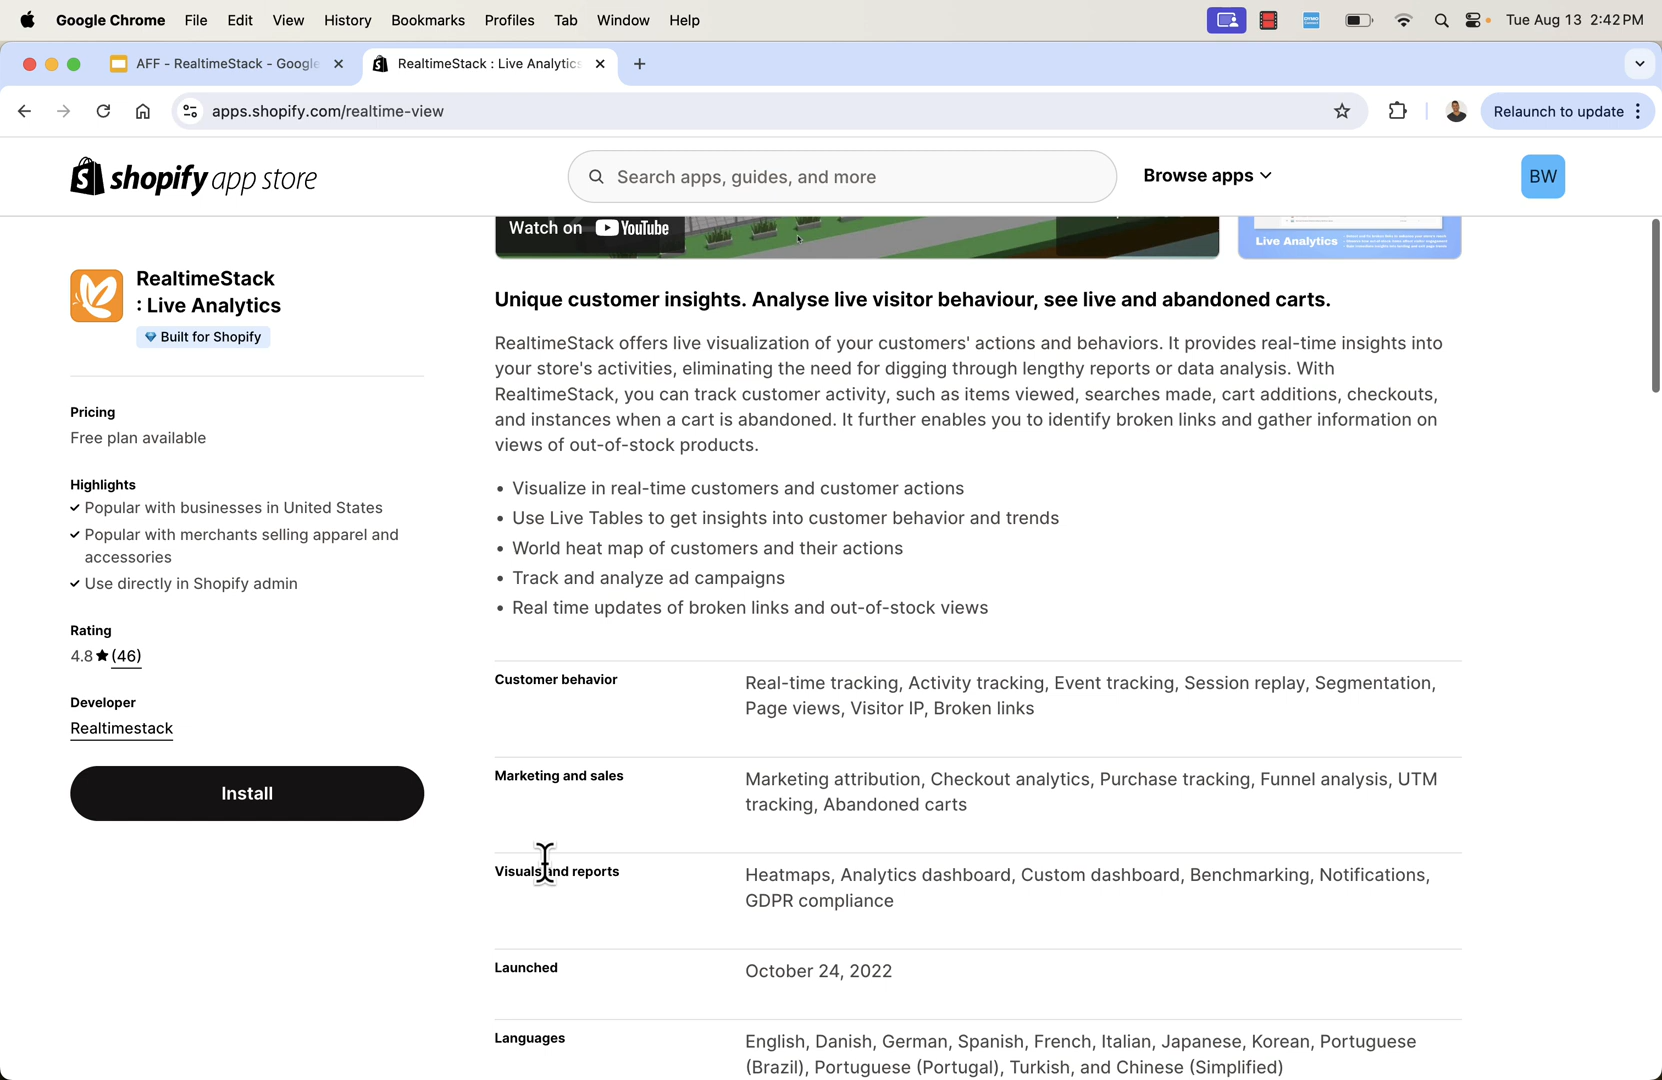 Google Chrome File Edit View History Bookmarks Profiles Tab Window Help Tue Aug 13 2:42 PM
AFF - RealtimeStack - Google
RealtimeStack : Live Analytics
apps.shopify.com/realtime-view
Relaunch to update
shopify app store
Search apps, guides, and more
Browse apps
BW
RealtimeStack
: Live Analytics
Built for Shopify
Pricing
Free plan available
Highlights
Popular with businesses in United States
Popular with merchants selling apparel and
accessories
Use directly in Shopify admin
Rating
4.8★(46)
Developer
Realtimestack
Install
Watch on YouTube
Live Analytics
Unique customer insights. Analyse live visitor behaviour, see live and abandoned carts.
RealtimeStack offers live visualization of your customers' actions and behaviors. It provides real-time insights into
your store's activities, eliminating the need for digging through lengthy reports or data analysis. With
RealtimeStack, you can track customer activity, such as items viewed, searches made, cart additions, checkouts,
and instances when a cart is abandoned. It further enables you to identify broken links and gather information on
views of out-of-stock products.
• Visualize in real-time customers and customer actions
• Use Live Tables to get insights into customer behavior and trends
• World heat map of customers and their actions
• Track and analyze ad campaigns
• Real time updates of broken links and out-of-stock views
Customer behavior
Real-time tracking, Activity tracking, Event tracking, Session replay, Segmentation,
Page views, Visitor IP, Broken links
Marketing and sales
Marketing attribution, Checkout analytics, Purchase tracking, Funnel analysis, UTM
tracking, Abandoned carts
Visuals and reports
Heatmaps, Analytics dashboard, Custom dashboard, Benchmarking, Notifications,
GDPR compliance
Launched
October 24, 2022
Languages
English, Danish, German, Spanish, French, Italian, Japanese, Korean, Portuguese
(Brazil), Portuguese (Portugal), Turkish, and Chinese (Simplified)